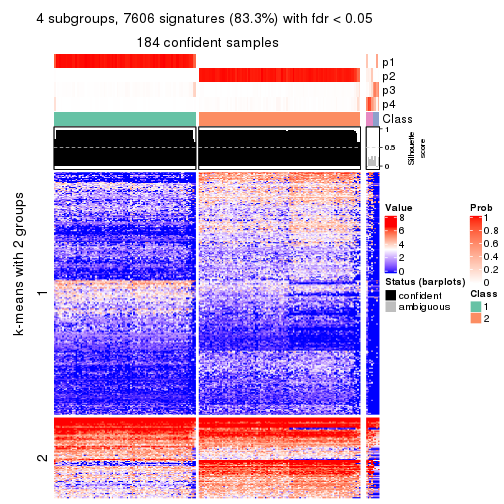 4 subgroups, 7606 signatures (83.3%) with fdr < 0.05
184 confident samples
p1
p2
p3
p4
Class
1
0.5
0
Silhouette
score
k-means with 2 groups
1
2
Value
8
6
4
2
0
Prob
1
0.8
0.6
0.4
0.2
0
Status (barplots)
confident
ambiguous
Class
1
2